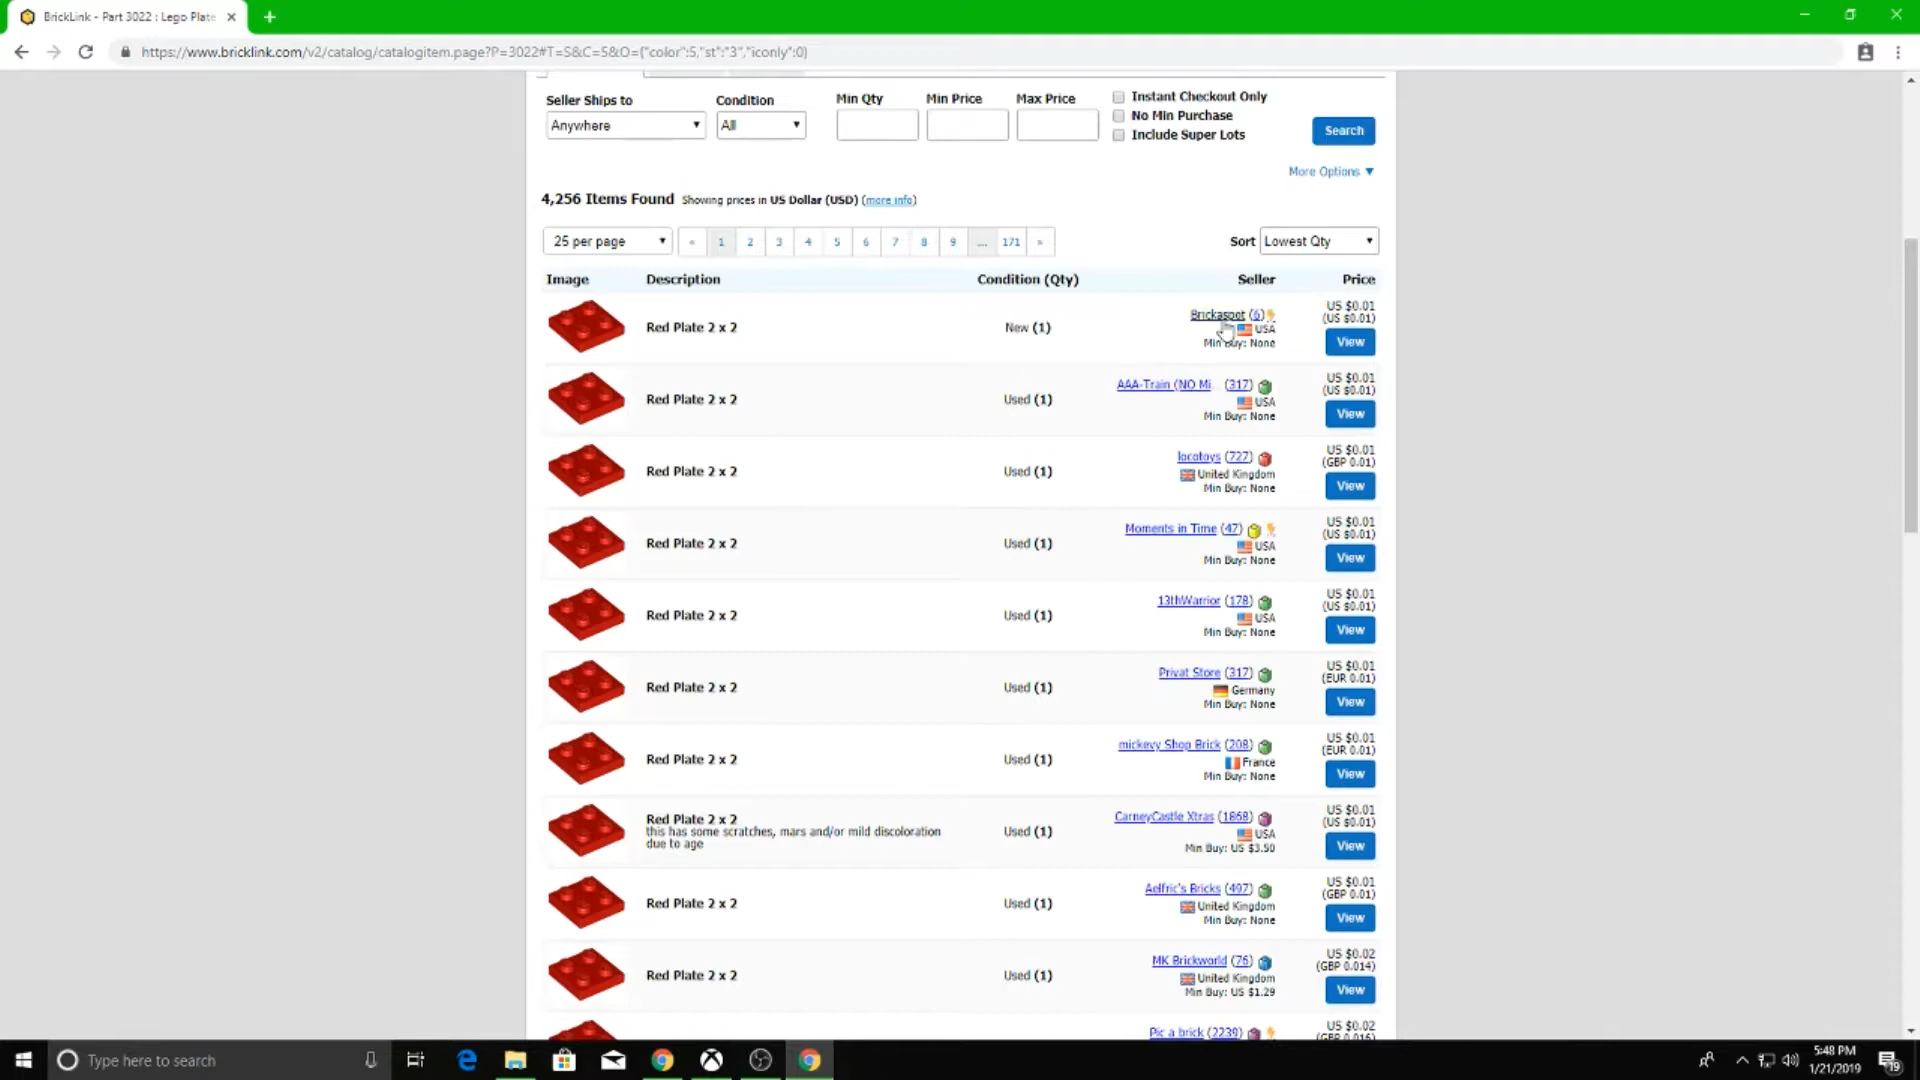 BrickLink - Part 3022 : Lego Plate
https://www.bricklink.com/v2/catalog/catalogitem.page?P=3022#T=S&C=5&O={"color":5,"st":"3","iconly":0}
Seller Ships to Condition Min Qty Min Price Max Price Instant Checkout Only
Anywhere All No Min Purchase
Include Super Lots Search
More Options ▼
4,256 Items Found Showing prices in US Dollar (USD) (more info)
25 per page « 1 2 3 4 5 6 7 8 9 ... 171 » Sort Lowest Qty
Image Description Condition (Qty) Seller Price
Red Plate 2 x 2 New (1) Brickaspot (6) US $0.01
USA (US $0.01)
Min Buy: None View
Red Plate 2 x 2 Used (1) AAA-Train (NO Mi... (317) US $0.01
USA (US $0.01)
Min Buy: None View
Red Plate 2 x 2 Used (1) locotoys (727) US $0.01
United Kingdom (GBP 0.01)
Min Buy: None View
Red Plate 2 x 2 Used (1) Moments in Time (47) US $0.01
USA (US $0.01)
Min Buy: None View
Red Plate 2 x 2 Used (1) 13thWarrior (178) US $0.01
USA (US $0.01)
Min Buy: None View
Red Plate 2 x 2 Used (1) Privat Store (317) US $0.01
Germany (EUR 0.01)
Min Buy: None View
Red Plate 2 x 2 Used (1) mickevy Shop Brick (208) US $0.01
France (EUR 0.01)
Min Buy: None View
Red Plate 2 x 2 Used (1) CarneyCastle Xtras (1868) US $0.01
this has some scratches, mars and/or mild discoloration USA (US $0.01)
due to age Min Buy: US $3.50 View
Red Plate 2 x 2 Used (1) Aelfric's Bricks (497) US $0.01
United Kingdom (GBP 0.01)
Min Buy: None View
Red Plate 2 x 2 Used (1) MK Brickworld (76) US $0.02
United Kingdom (GBP 0.014)
Min Buy: US $1.29 View
Pic a brick (2239) US $0.02
(GBP 0.016)
Type here to search
5:48 PM
1/21/2019
19